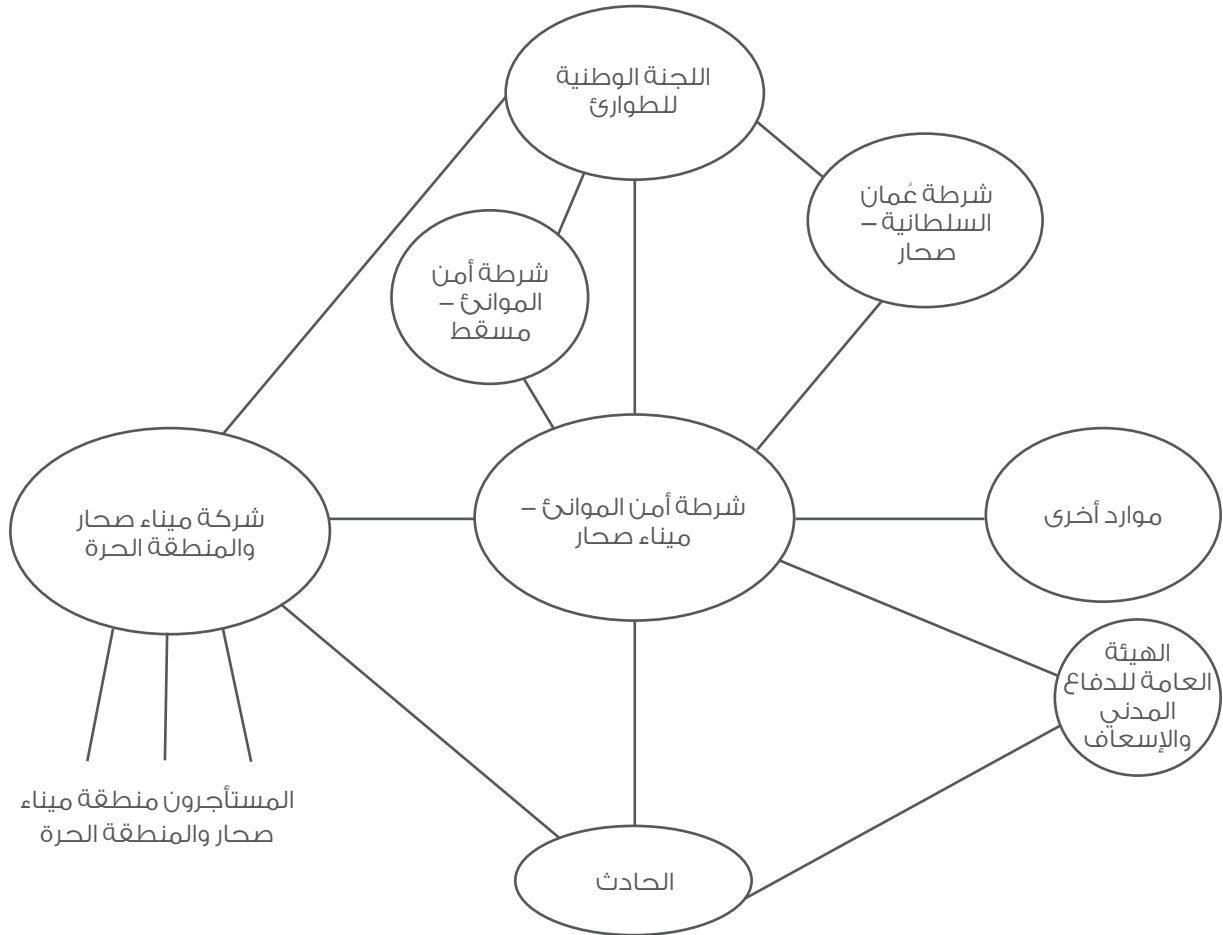 اللجنة الوطنية
للطوارئ
شرطة عُمان
السلطانية –
صحار
شرطة أمن
الموانئ –
مسقط
شركة ميناء صحار
والمنطقة الحرة
شرطة أمن الموانئ –
ميناء صحار
موارد أخرى
الهيئة
العامة للدفاع
المدني
والإسعاف
المستأجرون منطقة ميناء
صحار والمنطقة الحرة
الحادث